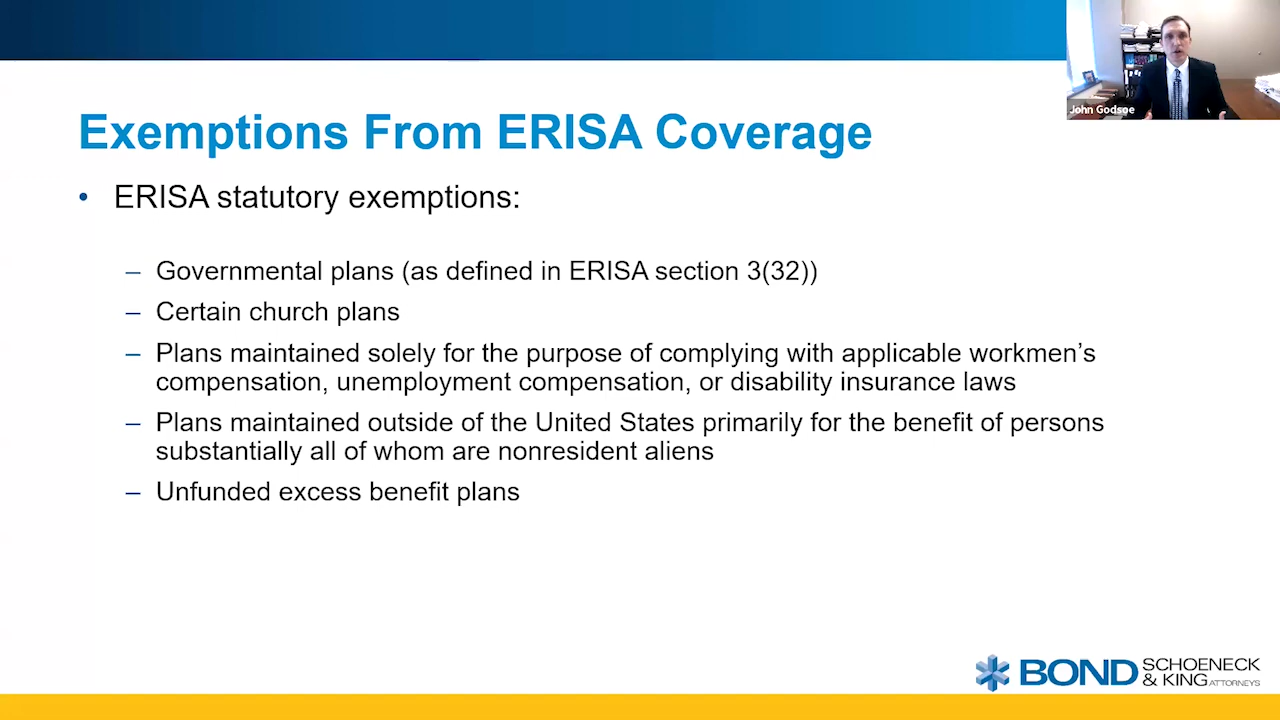 John Godsoe
Exemptions From ERISA Coverage
• ERISA statutory exemptions:
– Governmental plans (as defined in ERISA section 3(32))
– Certain church plans
– Plans maintained solely for the purpose of complying with applicable workmen’s
compensation, unemployment compensation, or disability insurance laws
– Plans maintained outside of the United States primarily for the benefit of persons
substantially all of whom are nonresident aliens
– Unfunded excess benefit plans
BOND SCHOENECK
& KING ATTORNEYS